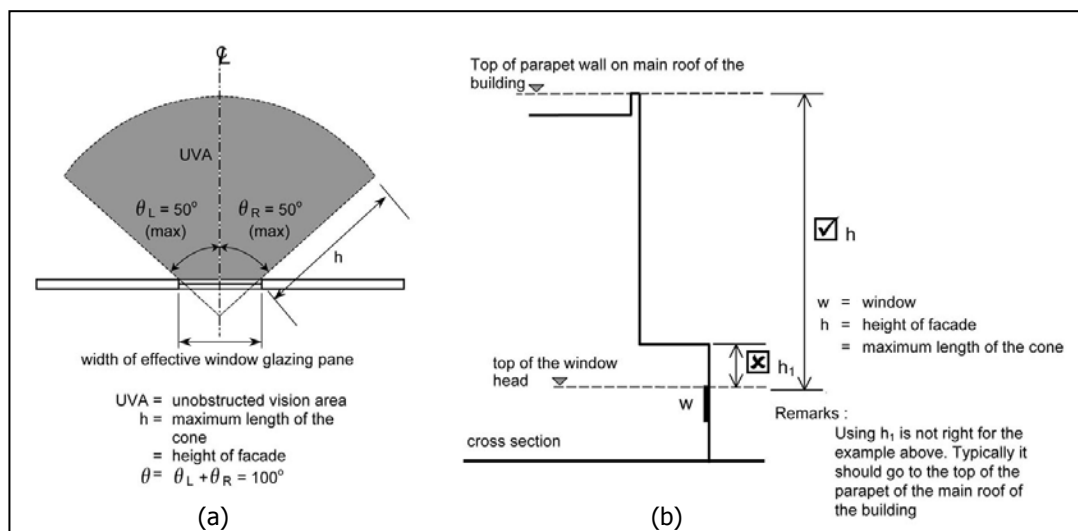 ℄
UVA
θL = 50°
(max)
θR = 50°
(max)
h
width of effective window glazing pane
UVA = unobstructed vision area
h = maximum length of the
cone
= height of facade
θ = θL + θR = 100°
(a)
Top of parapet wall on main roof of the
building
h
w = window
h = height of facade
= maximum length of the cone
top of the window
head
h1
w
cross section
Remarks :
Using h1 is not right for the
example above. Typically it
should go to the top of the
parapet of the main roof of
the building
(b)